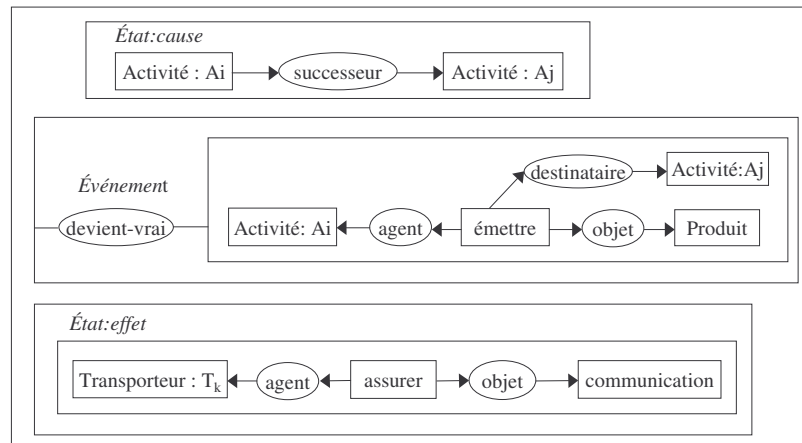 État:cause
Activité : Ai successeur Activité : Aj
destinataire Activité:Aj
Événement
devient-vrai Activité: Ai agent émettre objet Produit
État:effet
Transporteur : Tk agent assurer objet communication